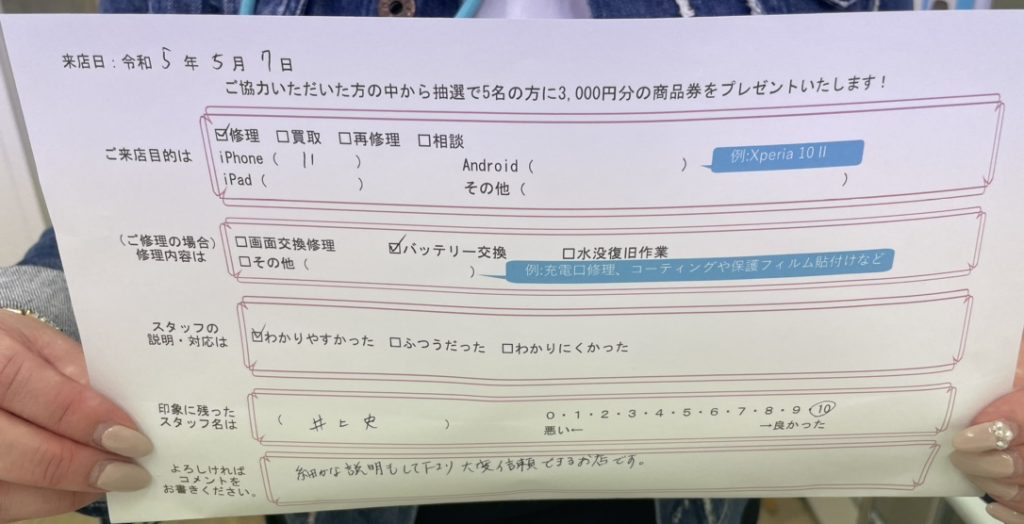 来店日：令和 5 年 5 月 7 日
ご協力いただいた方の中から抽選で5名の方に3,000円分の商品券をプレゼントいたします！
ご来店目的は
☑修理 □買取 □再修理 □相談
iPhone（ 11 ） Android（ ） 例:Xperia 10Ⅱ
iPad（ ） その他（ ）
（ご修理の場合）
修理内容は
□画面交換修理 ☑バッテリー交換 □水没復旧作業
□その他（ ） 例:充電口修理、コーティングや保護フィルム貼付けなど
スタッフの
説明・対応は
☑わかりやすかった □ふつうだった □わかりにくかった
印象に残った
スタッフ名は
（ 井上史 ）
0・1・2・3・4・5・6・7・8・9・10
悪い← →良かった
よろしければ
コメントを
お書きください。
細かな説明もして下さり大変信頼できるお店です。